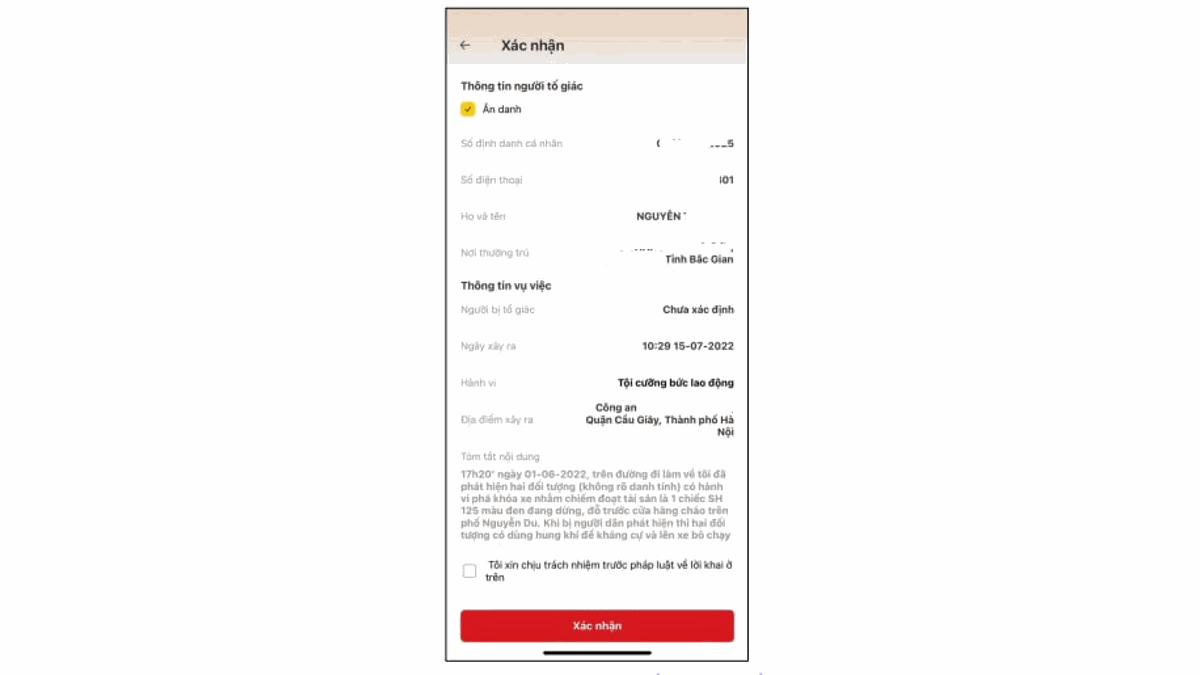 Xác nhận
Thông tin người tố giác
Ẩn danh
Số định danh cá nhân
5
Số điện thoại
01
Họ và tên
NGUYỄN
Nơi thường trú
Tỉnh Bắc Gian
Thông tin vụ việc
Người bị tố giác
Chưa xác định
Ngày xảy ra
10:29 15-07-2022
Hành vi
Tội cưỡng bức lao động
Địa điểm xảy ra
Công an
Quận Cầu Giấy, Thành phố Hà
Nội
Tóm tắt nội dung
17h20' ngày 01-06-2022, trên đường đi làm về tôi đã
phát hiện hai đối tượng (không rõ danh tính) có hành
vi phá khóa xe nhằm chiếm đoạt tài sản là 1 chiếc SH
125 màu đen đang dừng, đỗ trước cửa hàng cháo trên
phố Nguyễn Du. Khi bị người dân phát hiện thì hai đối
tượng có dùng hung khí để kháng cự và lên xe bỏ chạy
Tôi xin chịu trách nhiệm trước pháp luật về lời khai ở
trên
Xác nhận